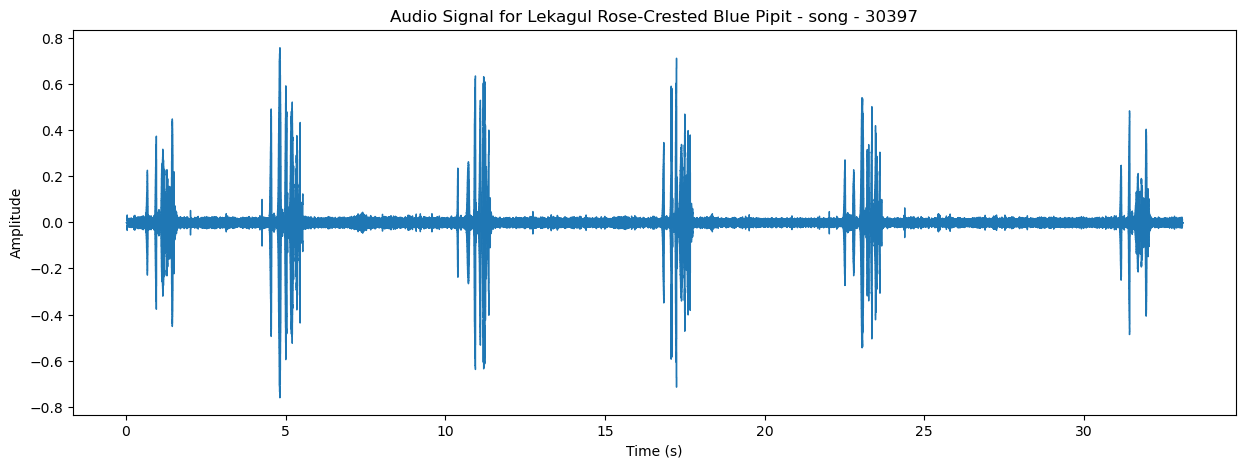 Audio Signal for Lekagul Rose-Crested Blue Pipit - song - 30397
0.8
0.6
0.4
0.2
0.0
−0.2
−0.4
−0.6
−0.8
Amplitude
0 5 10 15 20 25 30
Time (s)